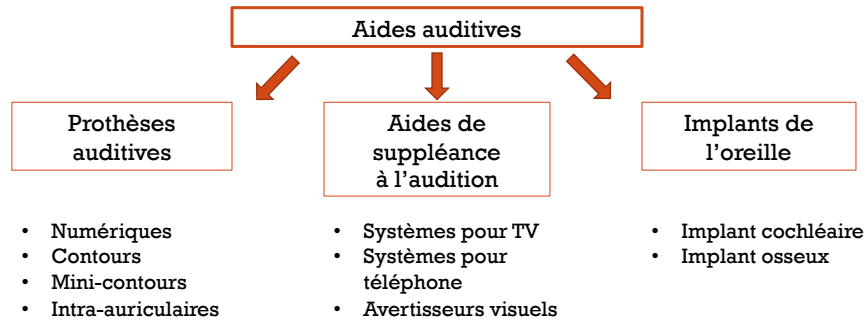 Aides auditives
Prothèses
auditives
Aides de
suppléance
à l'audition
Implants de
l'oreille
• Numériques
• Contours
• Mini-contours
• Intra-auriculaires
• Systèmes pour TV
• Systèmes pour
téléphone
• Avertisseurs visuels
• Implant cochléaire
• Implant osseux